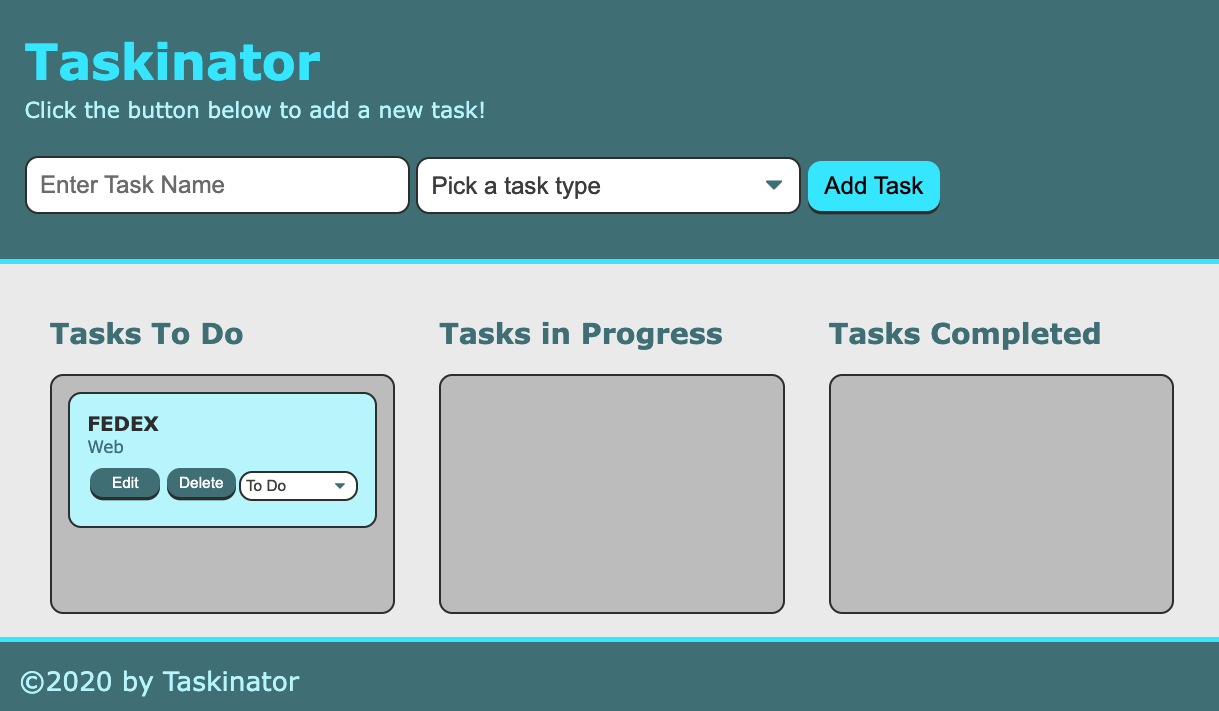 Taskinator
Click the button below to add a new task!
Enter Task Name
Pick a task type
Add Task
Tasks To Do
Tasks in Progress
Tasks Completed
FEDEX
Web
Edit
Delete
To Do
©2020 by Taskinator